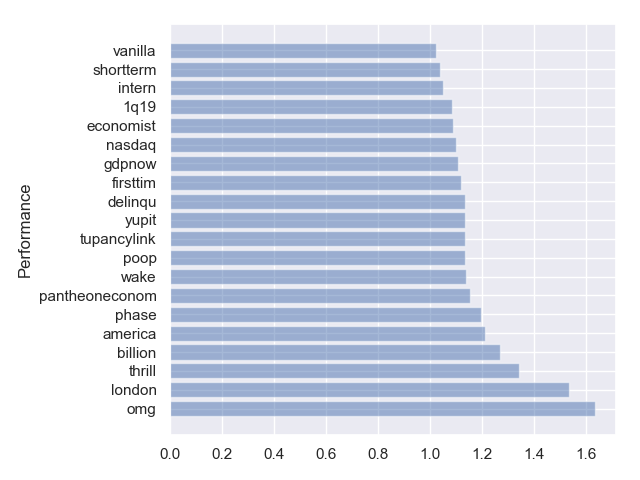 Performance
vanilla
shortterm
intern
1q19
economist
nasdaq
gdpnow
firsttim
delinqu
yupit
tupancylink
poop
wake
pantheoneconom
phase
america
billion
thrill
london
omg
0.0 0.2 0.4 0.6 0.8 1.0 1.2 1.4 1.6